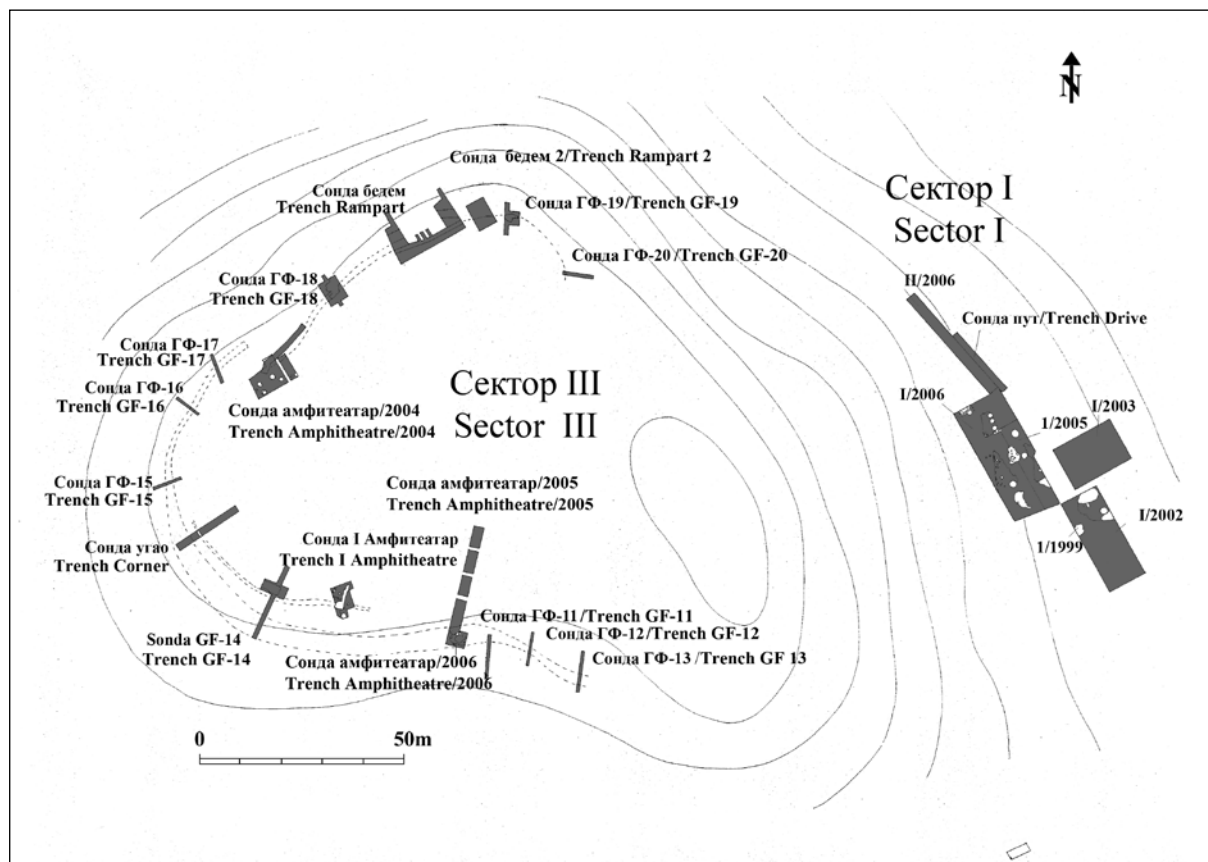 N
Сонда бедем 2/Trench Rampart 2
Сонда бедем
Trench Rampart
Сонда ГФ-19/Trench GF-19
Сектор I
Sector I
Сонда ГФ-20/Trench GF-20
Сонда ГФ-18
Trench GF-18
H/2006
Сонда пут/Trench Drive
Сонда ГФ-17
Trench GF-17
Сонда ГФ-16
Trench GF-16
Сектор III
Sector III
I/2006
I/2003
1/2005
Сонда амфитеатар/2004
Trench Amphitheatre/2004
Сонда ГФ-15
Trench GF-15
Сонда амфитеатар/2005
Trench Amphitheatre/2005
I/2002
1/1999
Сонда угао
Trench Corner
Сонда I Амфитеатар
Trench I Amphitheatre
Сонда ГФ-11/Trench GF-11
Сонда ГФ-12/Trench GF-12
Сонда ГФ-13/Trench GF 13
Sonda GF-14
Trench GF-14
Сонда амфитеатар/2006
Trench Amphitheatre/2006
0 50m